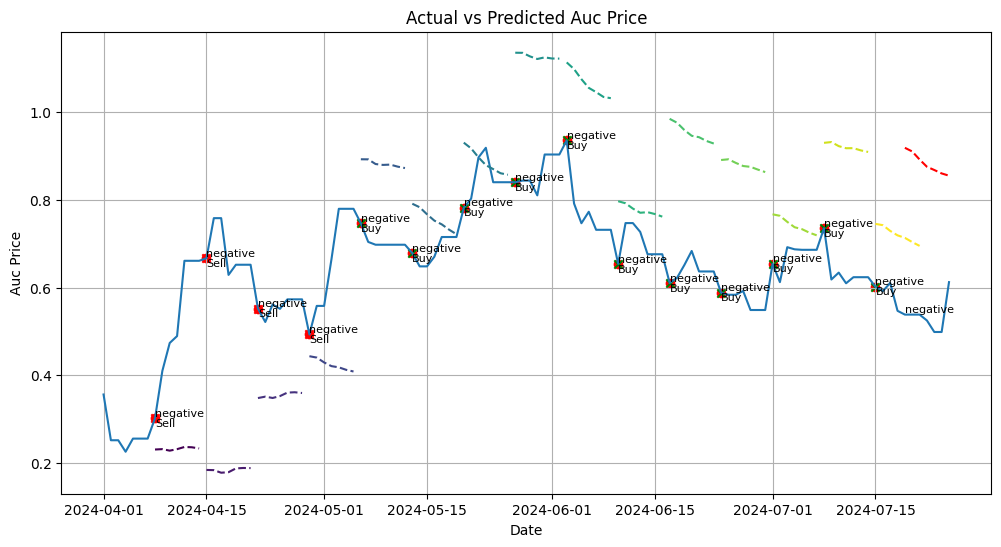 Actual vs Predicted Auc Price
Auc Price
1.0
0.8
0.6
0.4
0.2
negative
Sell
negative
Sell
negative
Sell
negative
Sell
negative
Buy
negative
Buy
negative
Buy
negative
Buy
negative
Buy
negative
Buy
negative
Buy
negative
Buy
negative
Buy
negative
Buy
negative
Buy
negative
2024-04-01
2024-04-15
2024-05-01
2024-05-15
2024-06-01
2024-06-15
2024-07-01
2024-07-15
Date